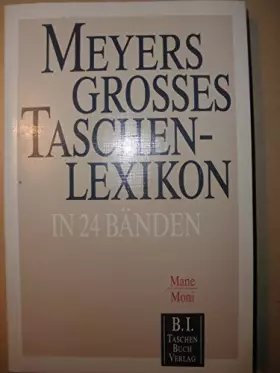 MEYERS
GROSSES
TASCHEN-
LEXIKON
IN 24 BÄNDEN
Mane
Moni
B.I.
TASCHEN
BUCH
VERLAG